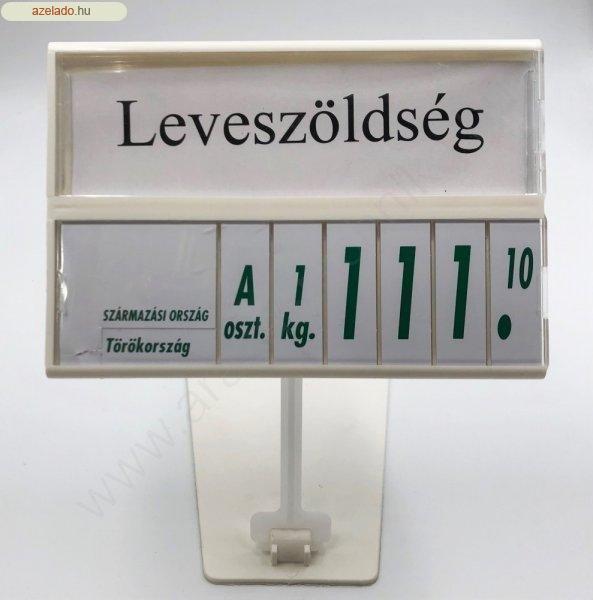 azelado.hu
Leveszöldség
SZÁRMAZÁSI ORSZÁG
Törökország
A oszt.
1 kg.
111.10